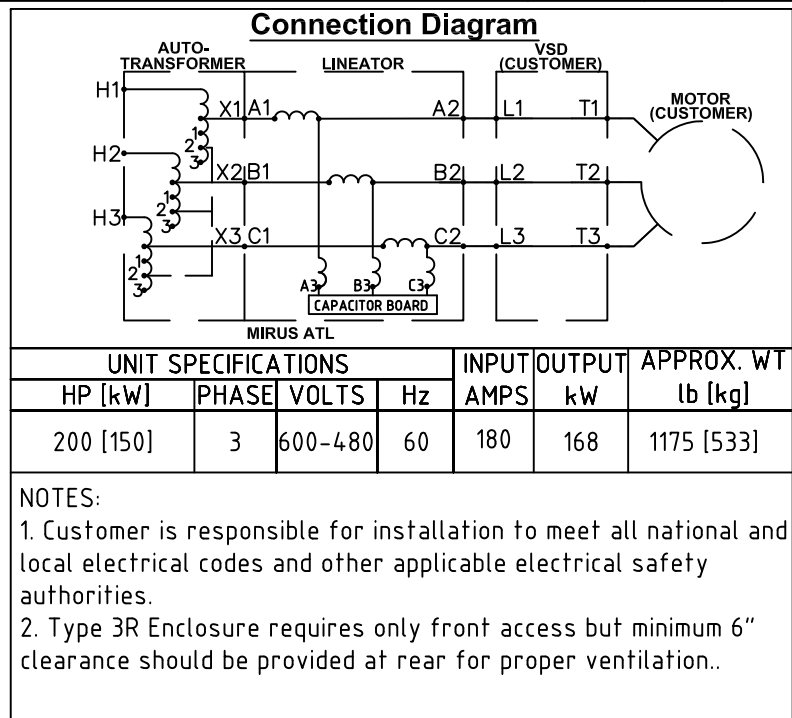 Connection Diagram
AUTO-
TRANSFORMER
LINEATOR
VSD
(CUSTOMER)
MOTOR
(CUSTOMER)
H1
X1 A1
A2
L1
T1
1
2
3
H2
X2 B1
B2
L2
T2
1
2
3
H3
X3 C1
C2
L3
T3
1
2
3
A3
B3
C3
CAPACITOR BOARD
MIRUS ATL
UNIT SPECIFICATIONS INPUT OUTPUT APPROX. WT
HP [kW] PHASE VOLTS Hz AMPS kW lb [kg]
200 [150] 3 600-480 60 180 168 1175 [533]
NOTES:
1. Customer is responsible for installation to meet all national and
local electrical codes and other applicable electrical safety
authorities.
2. Type 3R Enclosure requires only front access but minimum 6"
clearance should be provided at rear for proper ventilation..